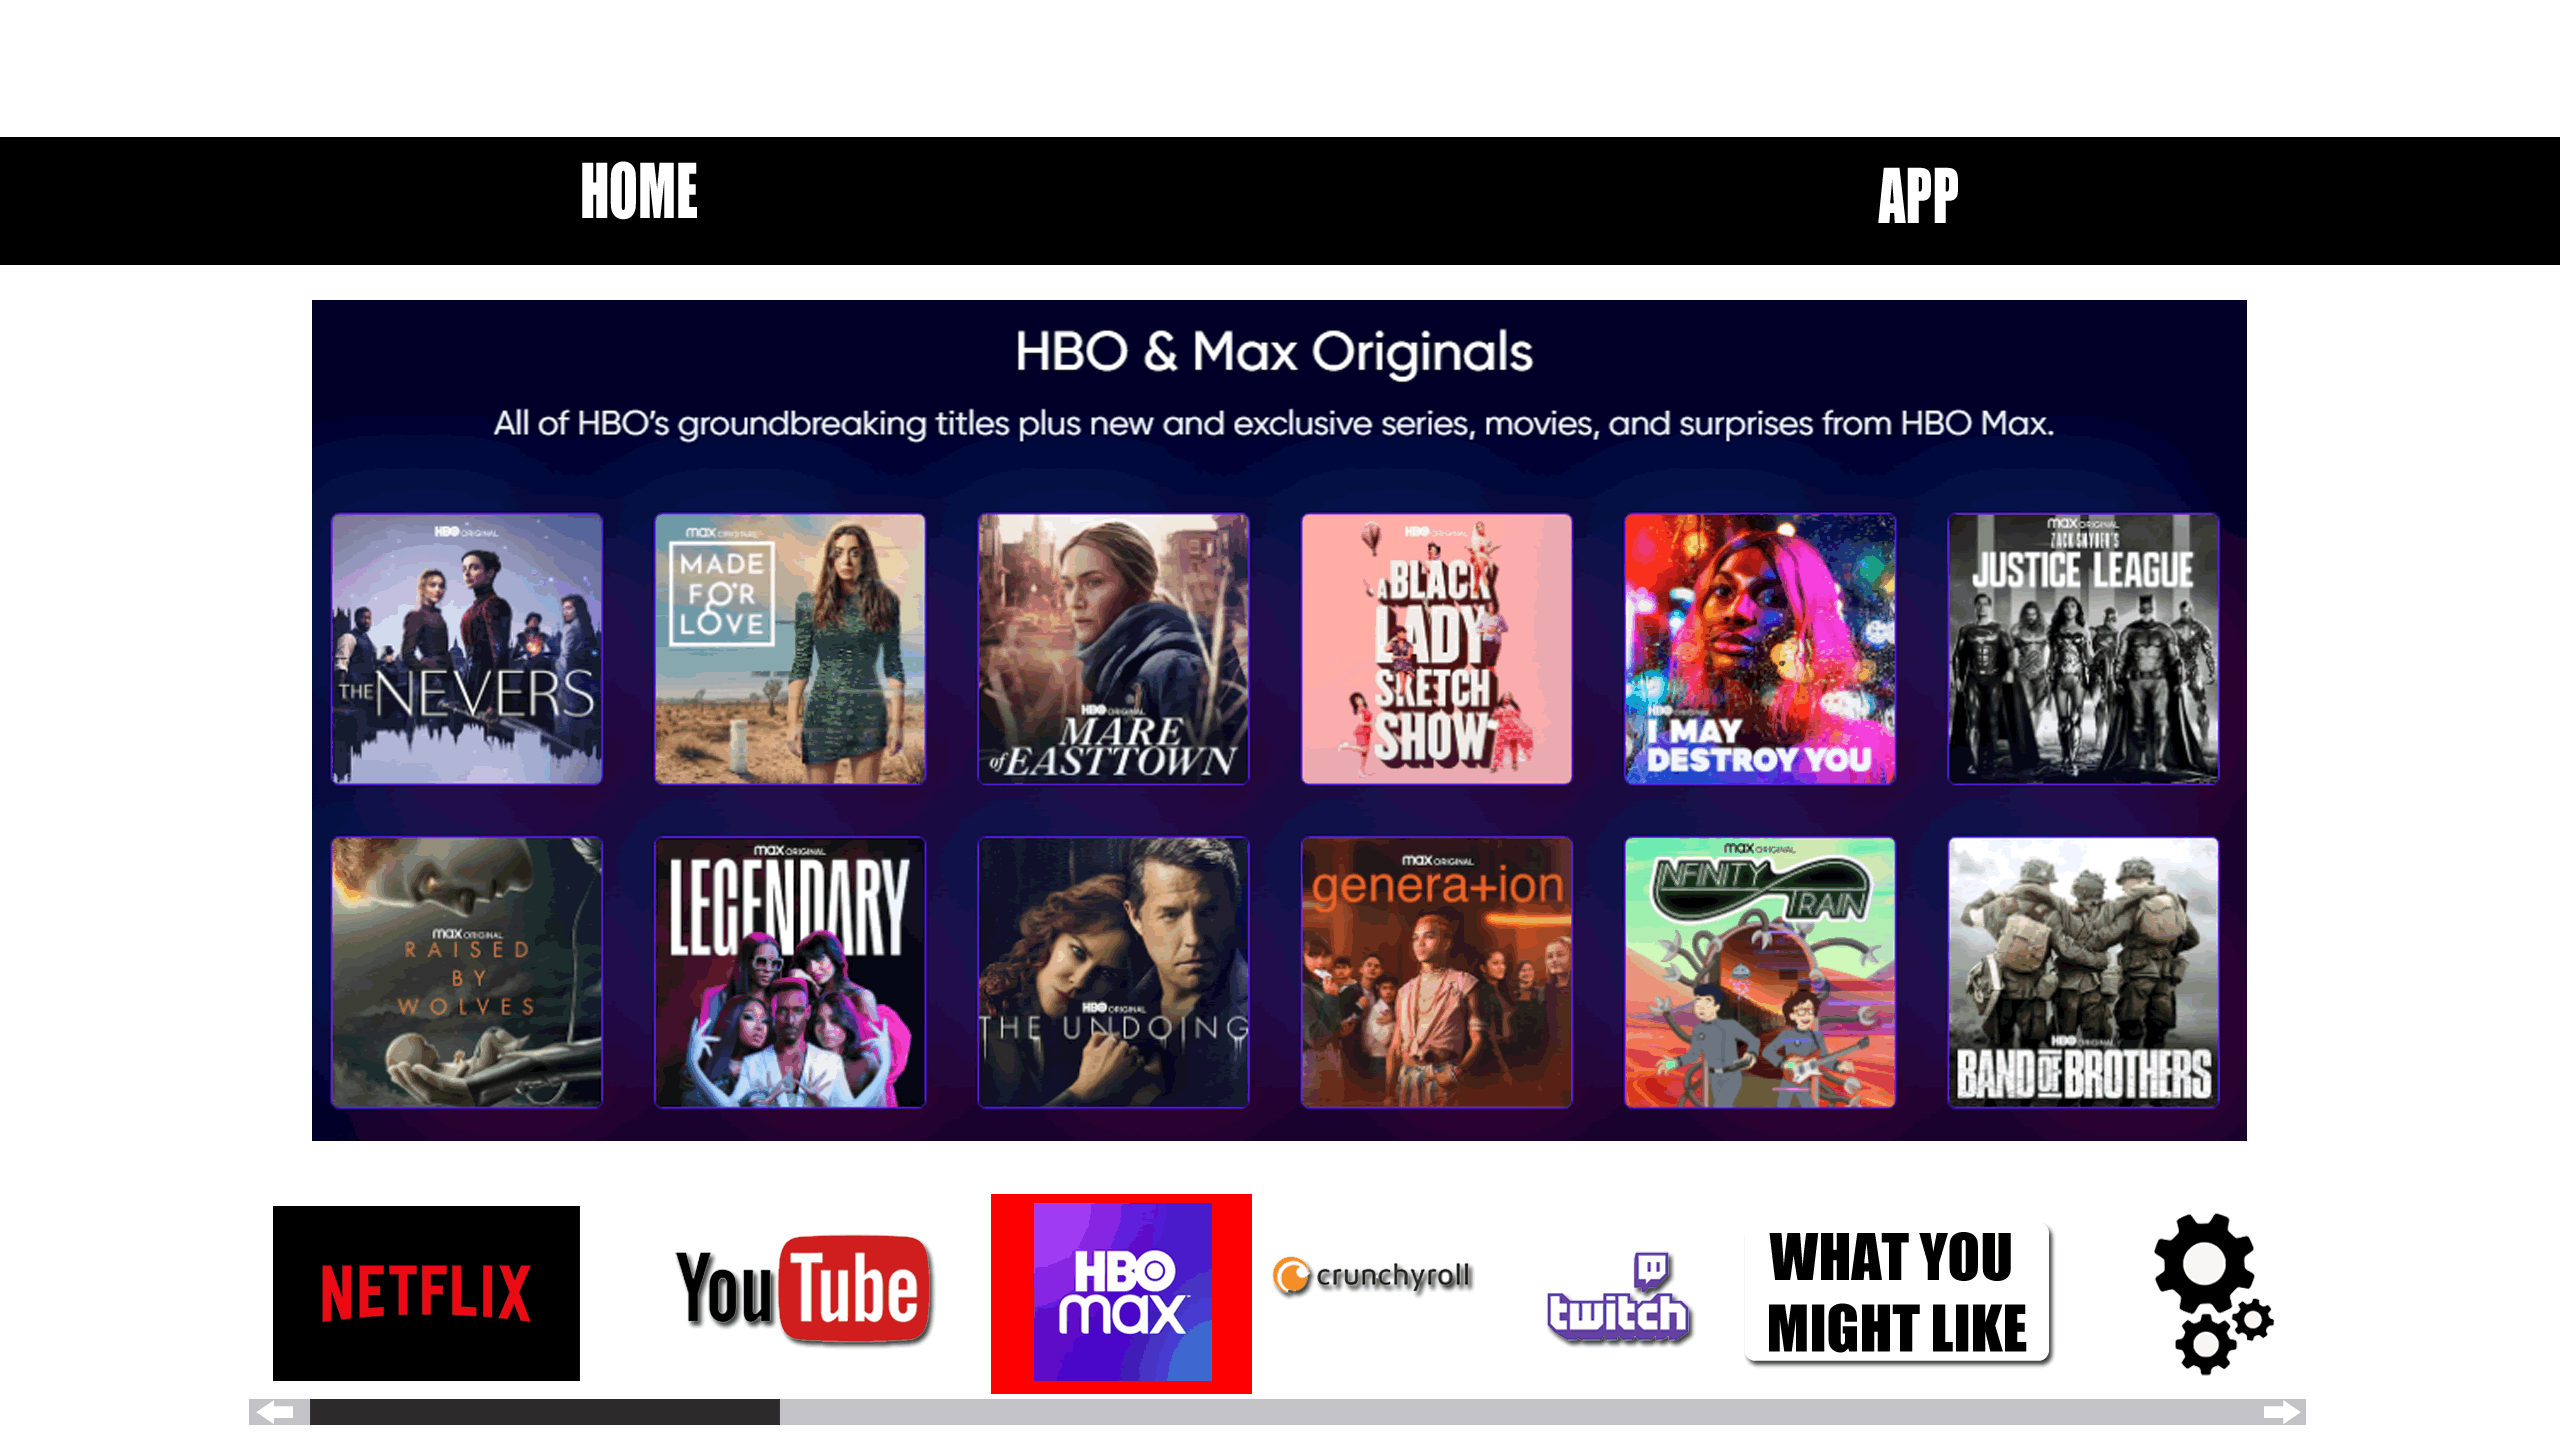 HOME
APP
HBO & Max Originals
All of HBO's groundbreaking titles plus new and exclusive series, movies, and surprises from HBO Max.
HBO ORIGINAL
THE NEVERS
max ORIGINAL
MADE
FOR
LOVE
HBO ORIGINAL
MARE
of EASTTOWN
HBO ORIGINAL
A BLACK
LADY
SKETCH
SHOW
HBO ORIGINAL
I MAY
DESTROY YOU
max ORIGINAL
ZACK SNYDER'S
JUSTICE LEAGUE
max ORIGINAL
RAISED
BY
WOLVES
max ORIGINAL
LEGENDARY
HBO ORIGINAL
THE UNDOING
max ORIGINAL
genera+ion
max ORIGINAL
INFINITY
TRAIN
HBO ORIGINAL
BAND OF BROTHERS
NETFLIX
YouTube
HBO
max
crunchyroll
twitch
WHAT YOU
MIGHT LIKE